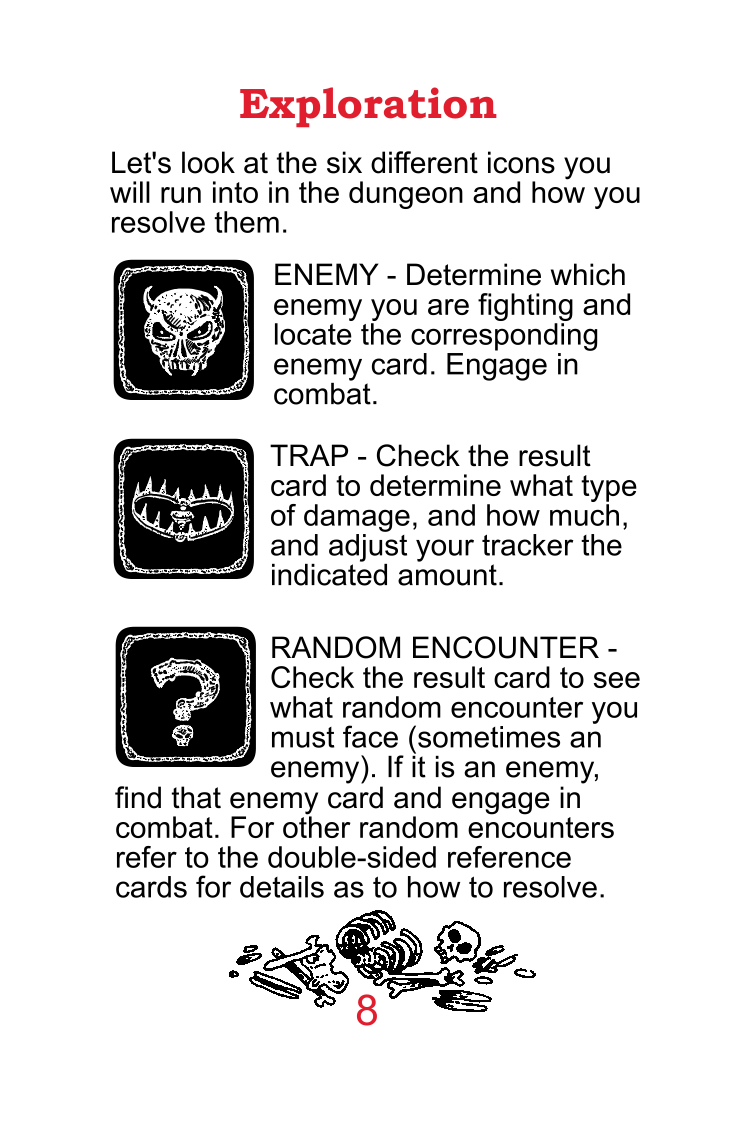 Exploration
Let's look at the six different icons you
will run into in the dungeon and how you
resolve them.
ENEMY - Determine which
enemy you are fighting and
locate the corresponding
enemy card. Engage in
combat.
TRAP - Check the result
card to determine what type
of damage, and how much,
and adjust your tracker the
indicated amount.
RANDOM ENCOUNTER -
Check the result card to see
what random encounter you
must face (sometimes an
enemy). If it is an enemy,
find that enemy card and engage in
combat. For other random encounters
refer to the double-sided reference
cards for details as to how to resolve.
8